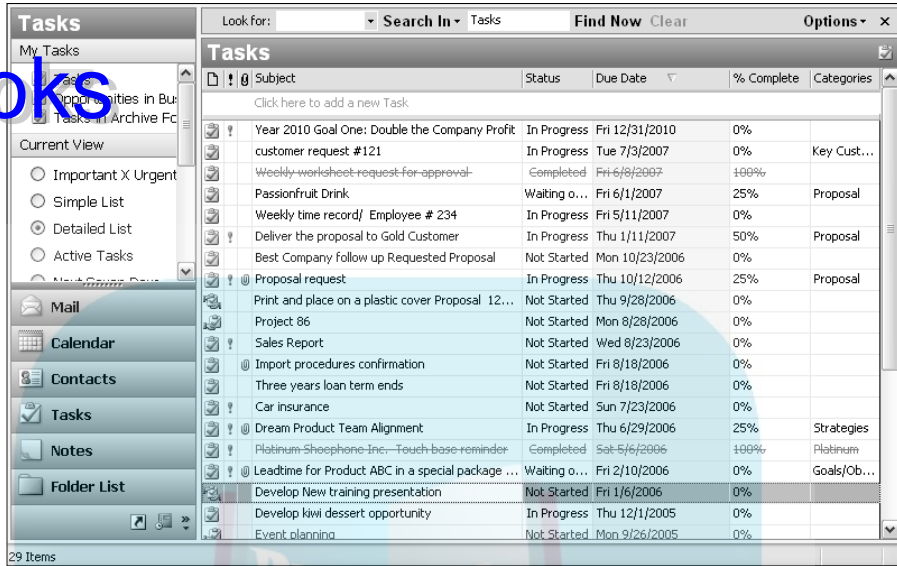 Tasks
Look for: Search In Tasks Find Now Clear Options
My Tasks
Tasks
Opportunities in Bu
Tasks in Archive Fo
oks
Current View
Important X Urgent
Simple List
Detailed List
Active Tasks
Mail
Calendar
Contacts
Tasks
Notes
Folder List
Tasks
Subject Status Due Date % Complete Categories
Click here to add a new Task
Year 2010 Goal One: Double the Company Profit In Progress Fri 12/31/2010 0%
customer request #121 In Progress Tue 7/3/2007 0% Key Cust...
Weekly worksheet request for approval Completed Fri 6/8/2007 100%
Passionfruit Drink Waiting o... Fri 6/1/2007 25% Proposal
Weekly time record/ Employee # 234 In Progress Fri 5/11/2007 0%
Deliver the proposal to Gold Customer In Progress Thu 1/11/2007 50% Proposal
Best Company follow up Requested Proposal Not Started Mon 10/23/2006 0%
Proposal request In Progress Thu 10/12/2006 25% Proposal
Print and place on a plastic cover Proposal 12... Not Started Thu 9/28/2006 0%
Project 86 Not Started Mon 8/28/2006 0%
Sales Report Not Started Wed 8/23/2006 0%
Import procedures confirmation Not Started Fri 8/18/2006 0%
Three years loan term ends Not Started Fri 8/18/2006 0%
Car insurance Not Started Sun 7/23/2006 0%
Dream Product Team Alignment In Progress Thu 6/29/2006 25% Strategies
Platinum Shoephone Inc. Touch base reminder Completed Sat 5/6/2006 100% Platinum
Leadtime for Product ABC in a special package ... Waiting o... Fri 2/10/2006 0% Goals/Ob...
Develop New training presentation Not Started Fri 1/6/2006 0%
Develop kiwi dessert opportunity In Progress Thu 12/1/2005 0%
Event planning Not Started Mon 9/26/2005 0%
29 Items